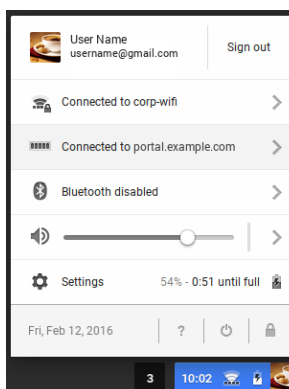 User Name
username@gmail.com
Sign out
Connected to corp-wifi
Connected to portal.example.com
Bluetooth disabled
Settings
54% - 0:51 until full
Fri, Feb 12, 2016
?
3
10:02